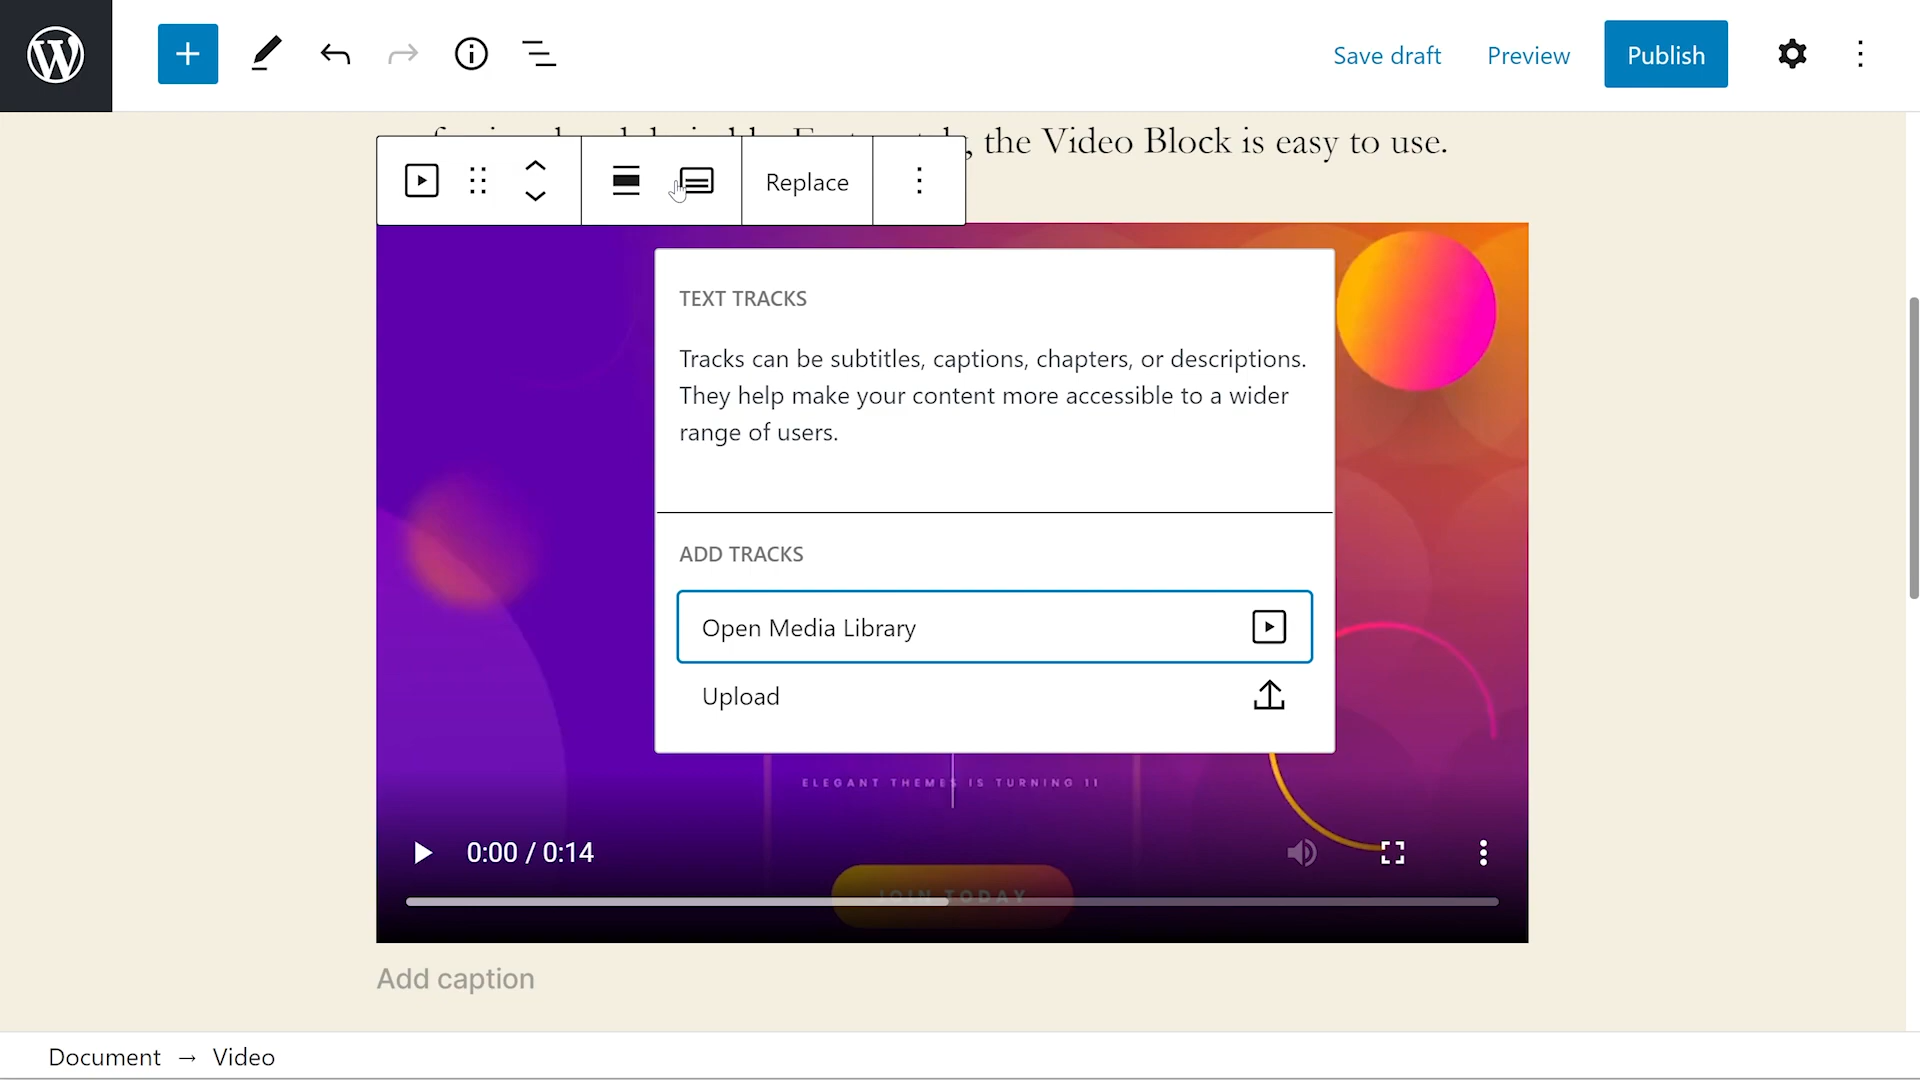 Save draft
Preview
Publish
, the Video Block is easy to use.
Replace
TEXT TRACKS
Tracks can be subtitles, captions, chapters, or descriptions.
They help make your content more accessible to a wider
range of users.
ADD TRACKS
Open Media Library
Upload
ELEGANT THEMES IS TURNING 11
0:00 / 0:14
JOIN TODAY
Add caption
Document → Video